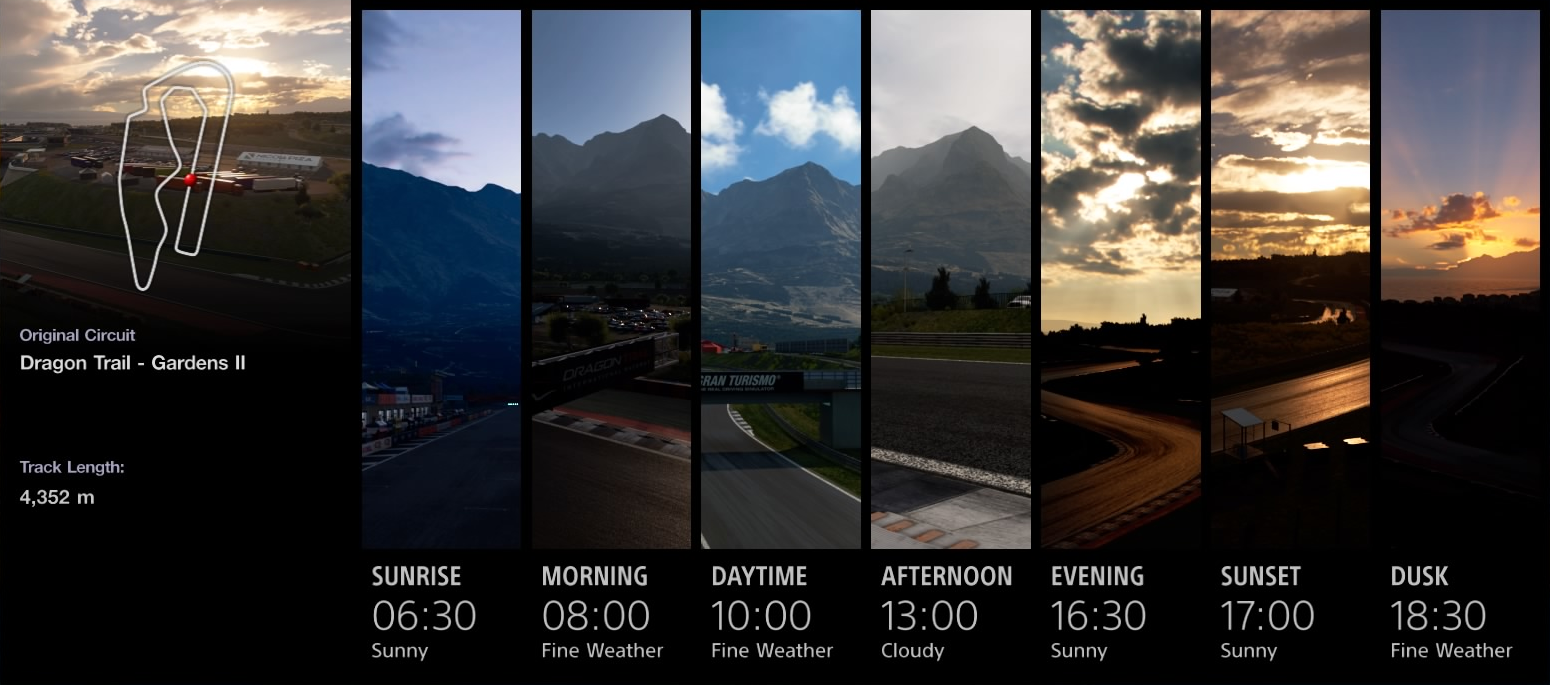 Original Circuit
Dragon Trail - Gardens II
Track Length:
4,352 m
DRAGON
GRAN TURISMO
SUNRISE
06:30
Sunny
MORNING
08:00
Fine Weather
DAYTIME
10:00
Fine Weather
AFTERNOON
13:00
Cloudy
EVENING
16:30
Sunny
SUNSET
17:00
Sunny
DUSK
18:30
Fine Weather